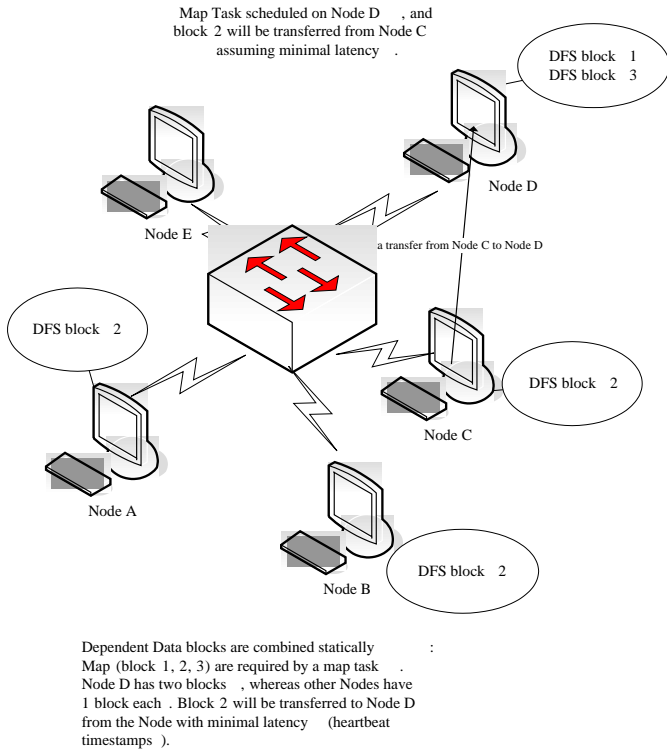 Map Task scheduled on Node D , and
block 2 will be transferred from Node C
assuming minimal latency .
DFS block 1
DFS block 3
Node D
Node E
a transfer from Node C to Node D
DFS block 2
DFS block 2
Node C
Node A
DFS block 2
Node B
Dependent Data blocks are combined statically :
Map (block 1, 2, 3) are required by a map task .
Node D has two blocks , whereas other Nodes have
1 block each . Block 2 will be transferred to Node D
from the Node with minimal latency (heartbeat
timestamps ).